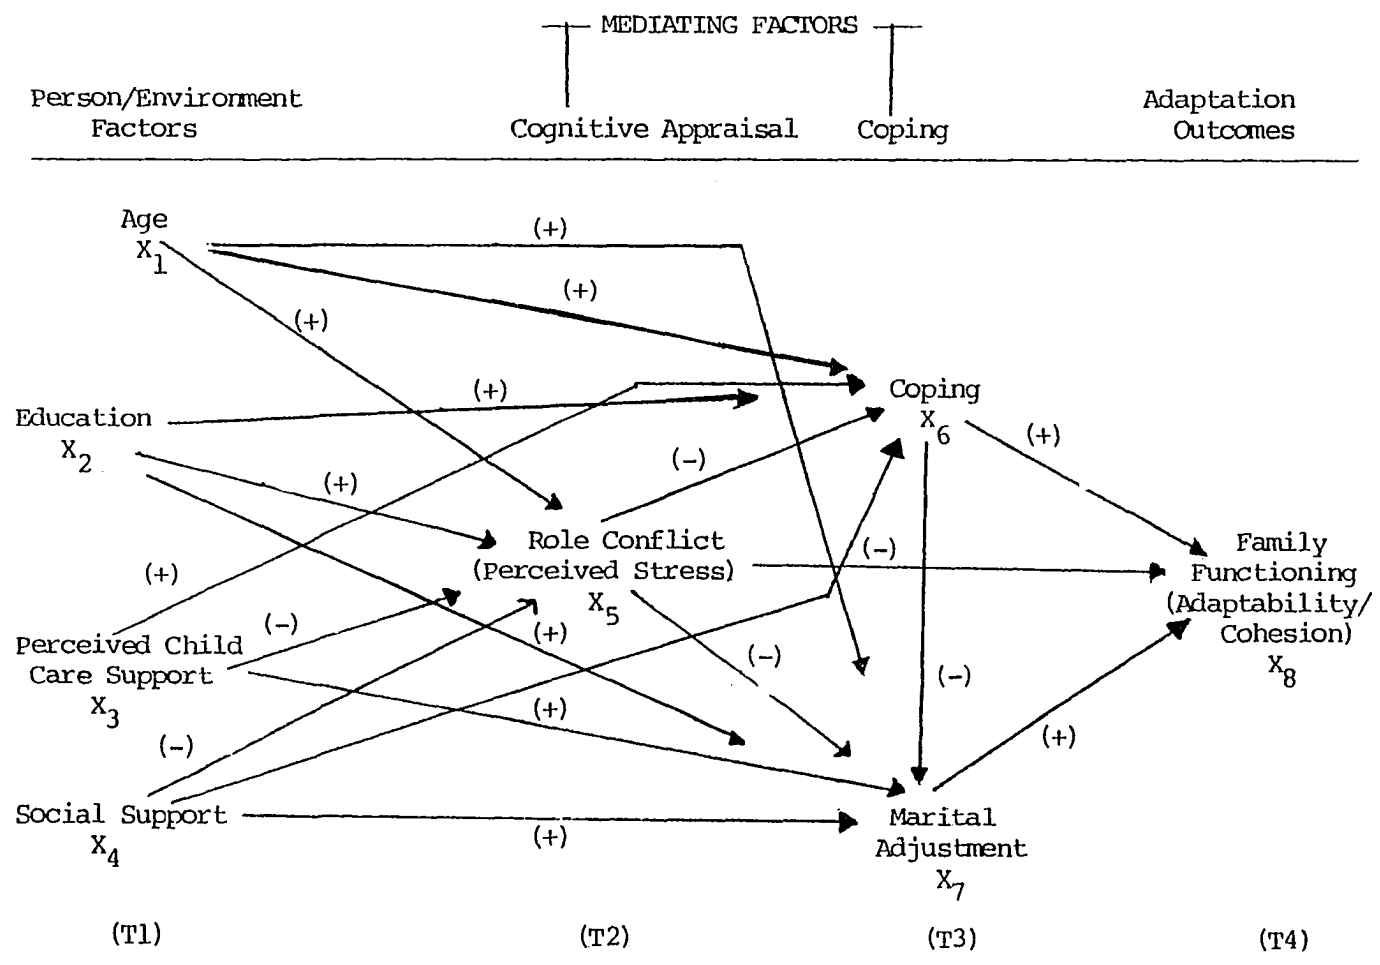 MEDIATING FACTORS
Person/Environment
Factors
Cognitive Appraisal
Coping
Adaptation
Outcomes
Age
X1
(+)
(+)
(+)
Education
X2
(+)
(+)
(+)
Perceived Child
Care Support
X3
(+)
(-)
(+)
Social Support
X4
(-)
(+)
Role Conflict
(Perceived Stress)
X5
(-)
(-)
(-)
Coping
X6
(+)
(-)
Marital
Adjustment
X7
(+)
Family
Functioning
(Adaptability/
Cohesion)
X8
(T1)
(T2)
(T3)
(T4)